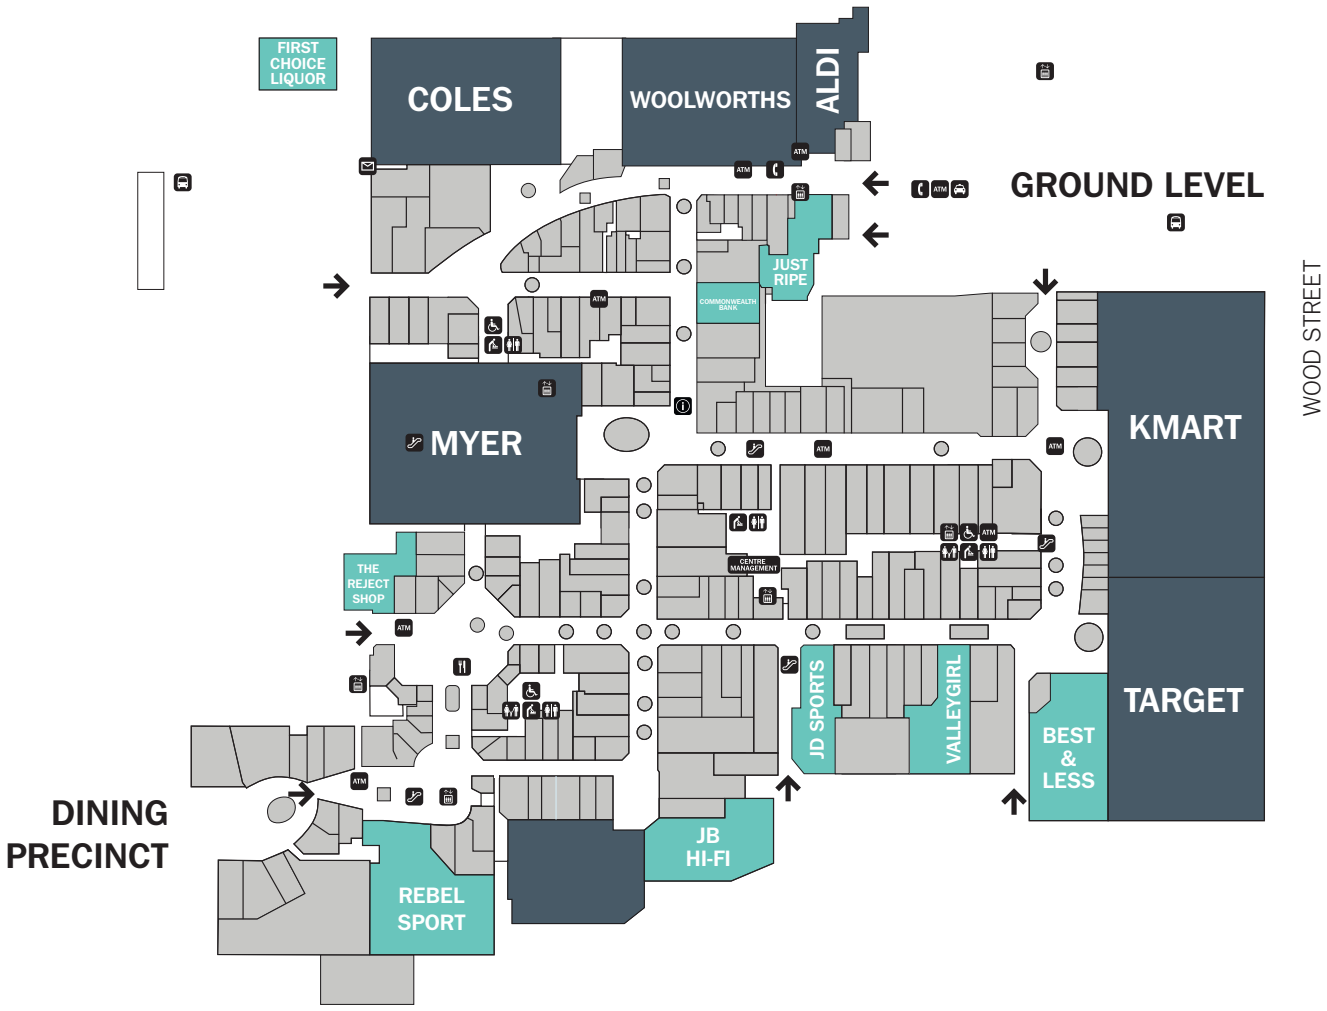 FIRST
CHOICE
LIQUOR
COLES
WOOLWORTHS
ALDI
ATM
ATM
ATM
GROUND LEVEL
WOOD STREET
JUST
RIPE
COMMONWEALTH
BANK
ATM
MYER
ATM
ATM
KMART
ATM
CENTRE
MANAGEMENT
THE
REJECT
SHOP
ATM
JD SPORTS
VALLEYGIRL
TARGET
BEST
&
LESS
ATM
DINING
PRECINCT
JB
HI-FI
REBEL
SPORT